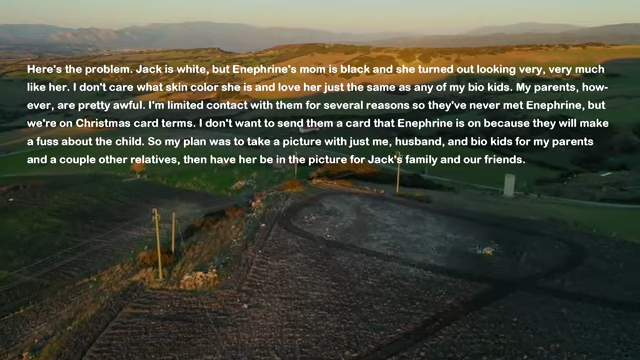 Here's the problem. Jack is white, but Enephrine's mom is black and she turned out looking very, very much
like her. I don't care what skin color she is and love her just the same as any of my bio kids. My parents, how-
ever, are pretty awful. I'm limited contact with them for several reasons so they've never met Enephrine, but
we're on Christmas card terms. I don't want to send them a card that Enephrine is on because they will make
a fuss about the child. So my plan was to take a picture with just me, husband, and bio kids for my parents
and a couple other relatives, then have her be in the picture for Jack's family and our friends.